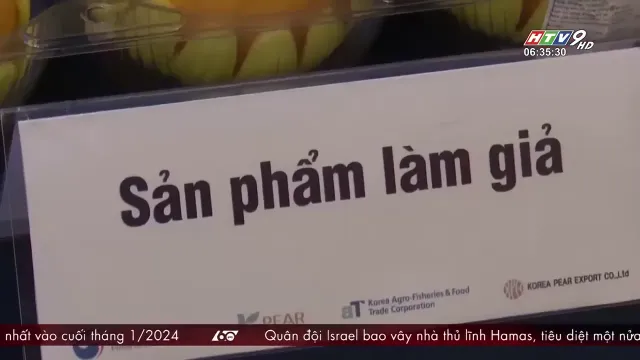 HTV9 HD
06:35:30
Sản phẩm làm giả
PEAR
aT Korea Agro-Fisheries & Food
Trade Corporation
KOREA PEAR EXPORT CO.,Ltd
nhất vào cuối tháng 1/2024
60 Quân đội Israel bao vây nhà thủ lĩnh Hamas, tiêu diệt một nửa